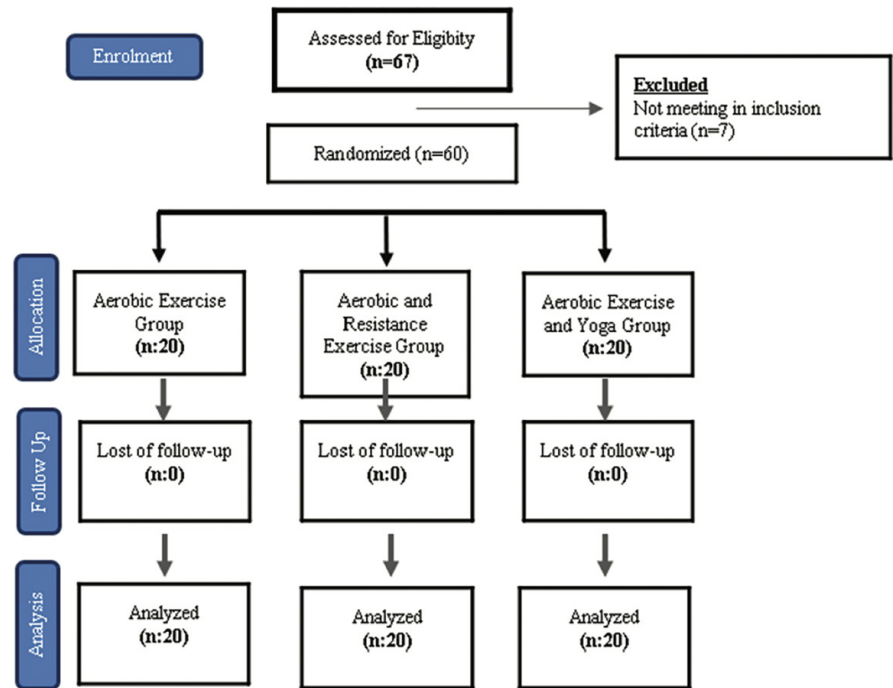 Enrolment
Assessed for Eligibity
(n=67)
Excluded
Not meeting in inclusion
criteria (n=7)
Randomized (n=60)
Allocation
Aerobic Exercise
Group
(n:20)
Aerobic and
Resistance
Exercise Group
(n:20)
Aerobic Exercise
and Yoga Group
(n:20)
Follow Up
Lost of follow-up
(n:0)
Lost of follow-up
(n:0)
Lost of follow-up
(n:0)
Analysis
Analyzed
(n:20)
Analyzed
(n:20)
Analyzed
(n:20)